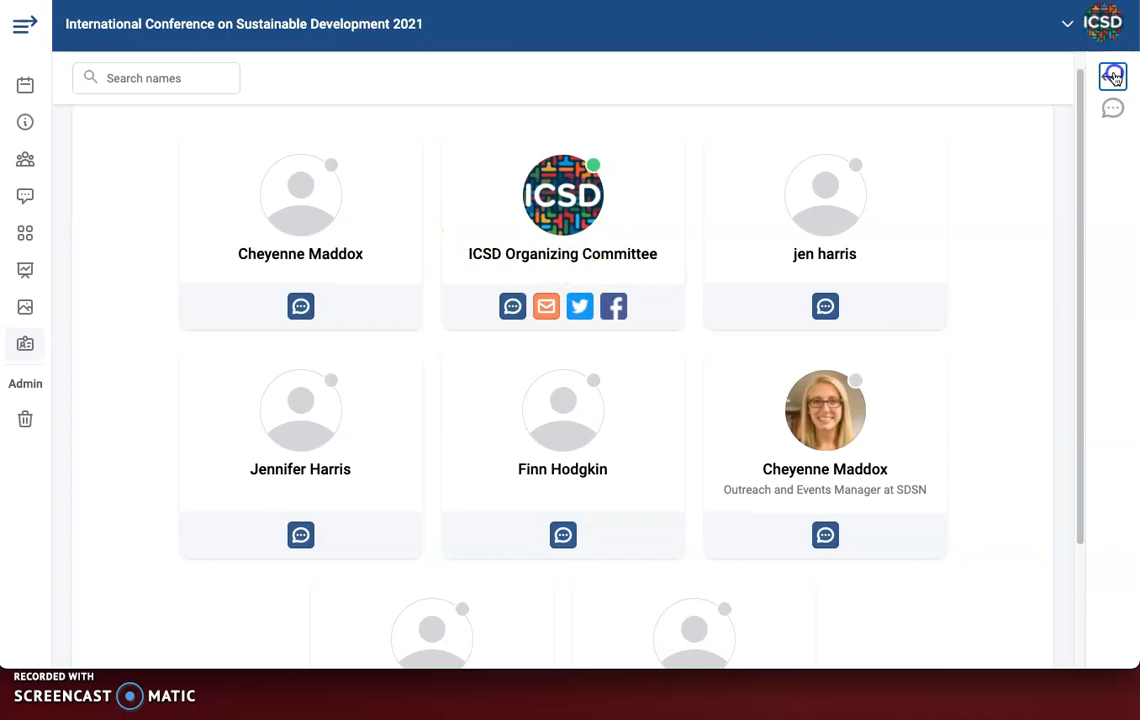 International Conference on Sustainable Development 2021
ICSD
Search names
ICSD
Cheyenne Maddox
ICSD Organizing Committee
jen harris
Admin
Jennifer Harris
Finn Hodgkin
Cheyenne Maddox
Outreach and Events Manager at SDSN
RECORDED WITH
SCREENCAST MATIC